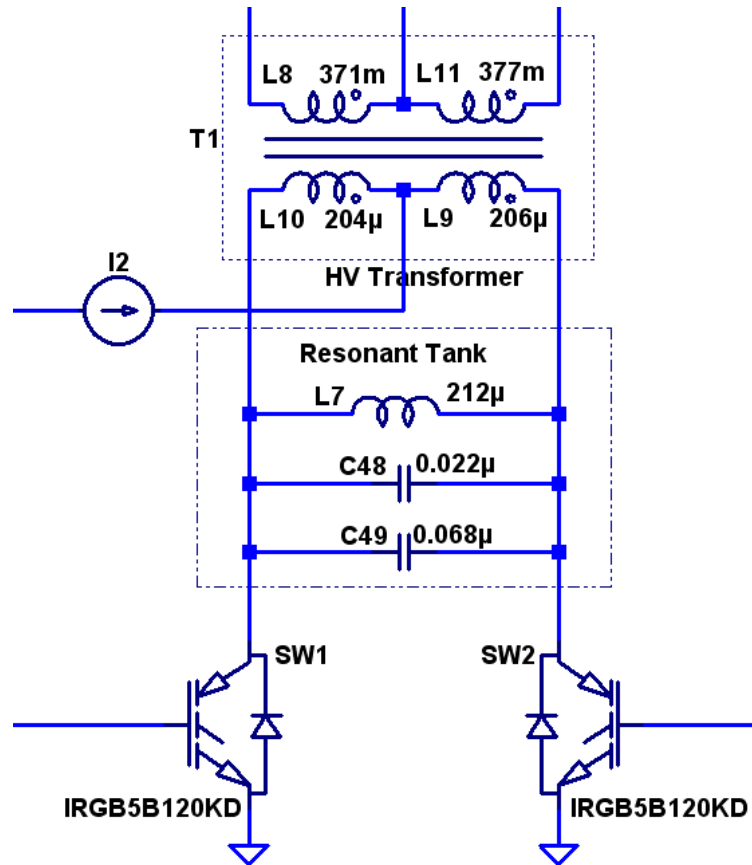 L8 371m L11 377m
T1
L10 204µ L9 206µ
I2
HV Transformer
Resonant Tank
L7 212µ
C48 0.022µ
C49 0.068µ
SW1 SW2
IRGB5B120KD IRGB5B120KD